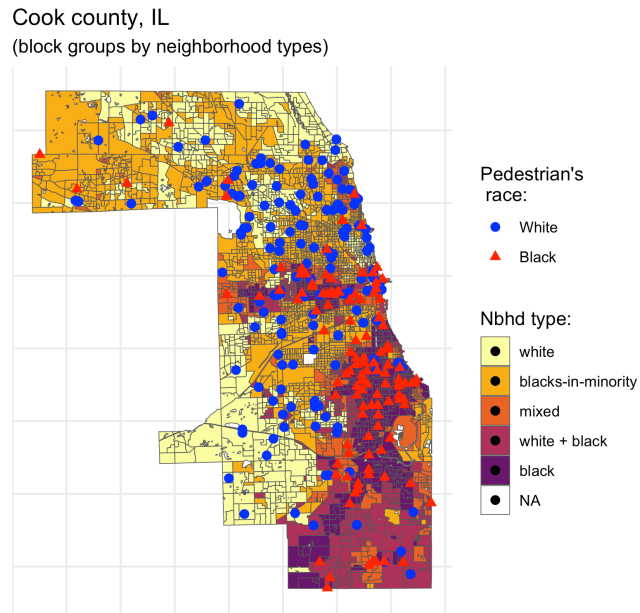 Cook county, IL
(block groups by neighborhood types)
Pedestrian's
race:
White
Black
Nbhd type:
white
blacks-in-minority
mixed
white + black
black
NA